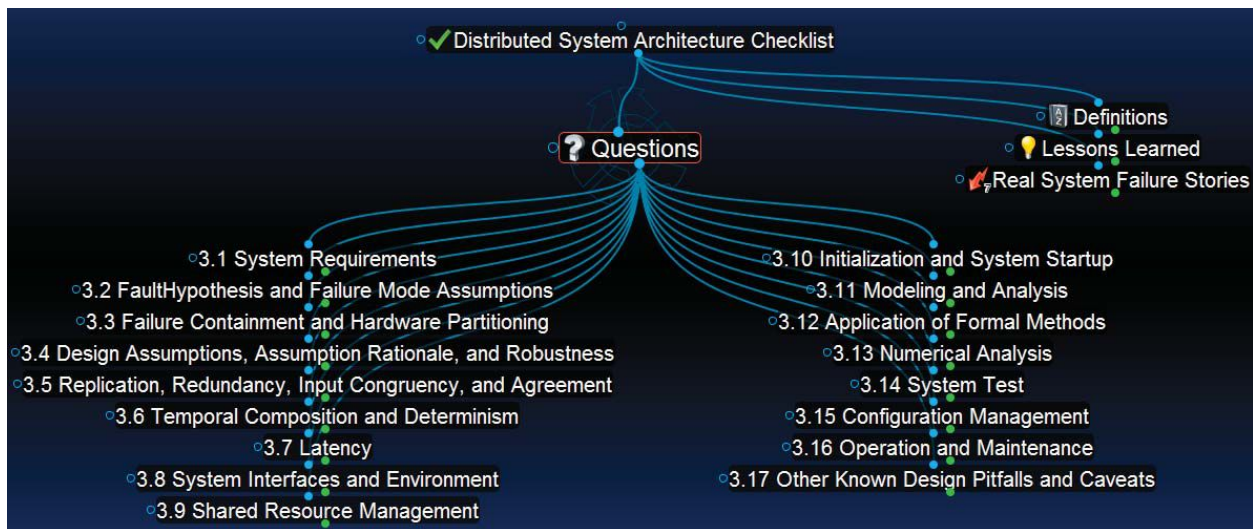 Distributed System Architecture Checklist
Definitions
Questions
Lessons Learned
Real System Failure Stories
3.1 System Requirements
3.2 FaultHypothesis and Failure Mode Assumptions
3.3 Failure Containment and Hardware Partitioning
3.4 Design Assumptions, Assumption Rationale, and Robustness
3.5 Replication, Redundancy, Input Congruency, and Agreement
3.6 Temporal Composition and Determinism
3.7 Latency
3.8 System Interfaces and Environment
3.9 Shared Resource Management
3.10 Initialization and System Startup
3.11 Modeling and Analysis
3.12 Application of Formal Methods
3.13 Numerical Analysis
3.14 System Test
3.15 Configuration Management
3.16 Operation and Maintenance
3.17 Other Known Design Pitfalls and Caveats